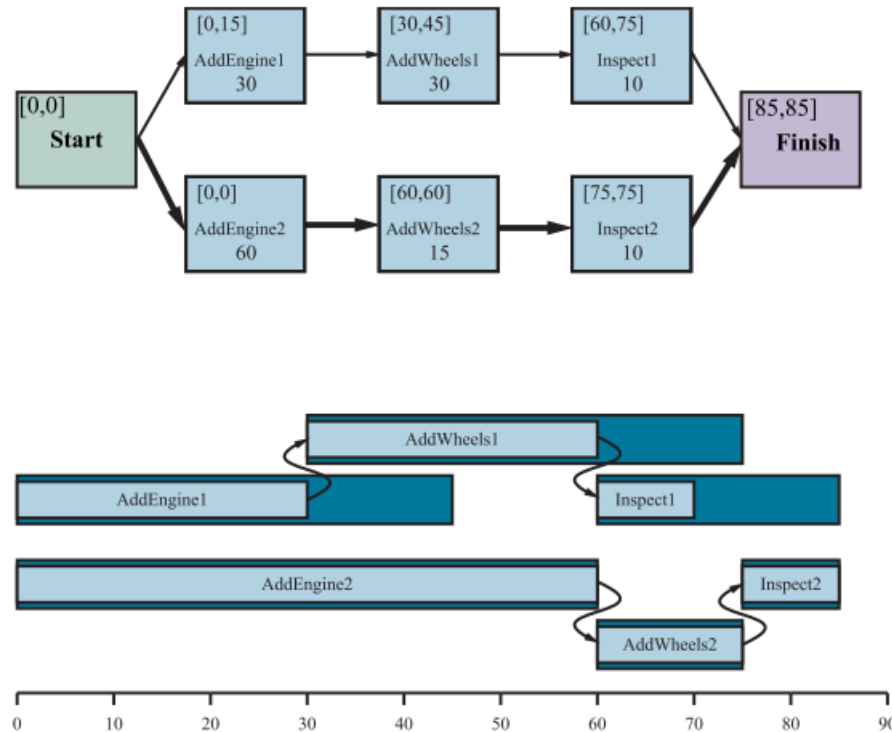 [0,15]
AddEngine1
30
[30,45]
AddWheels1
30
[60,75]
Inspect1
10
[0,0]
Start
[85,85]
Finish
[0,0]
AddEngine2
60
[60,60]
AddWheels2
15
[75,75]
Inspect2
10
AddWheels1
AddEngine1
Inspect1
AddEngine2
Inspect2
AddWheels2
0 10 20 30 40 50 60 70 80 90